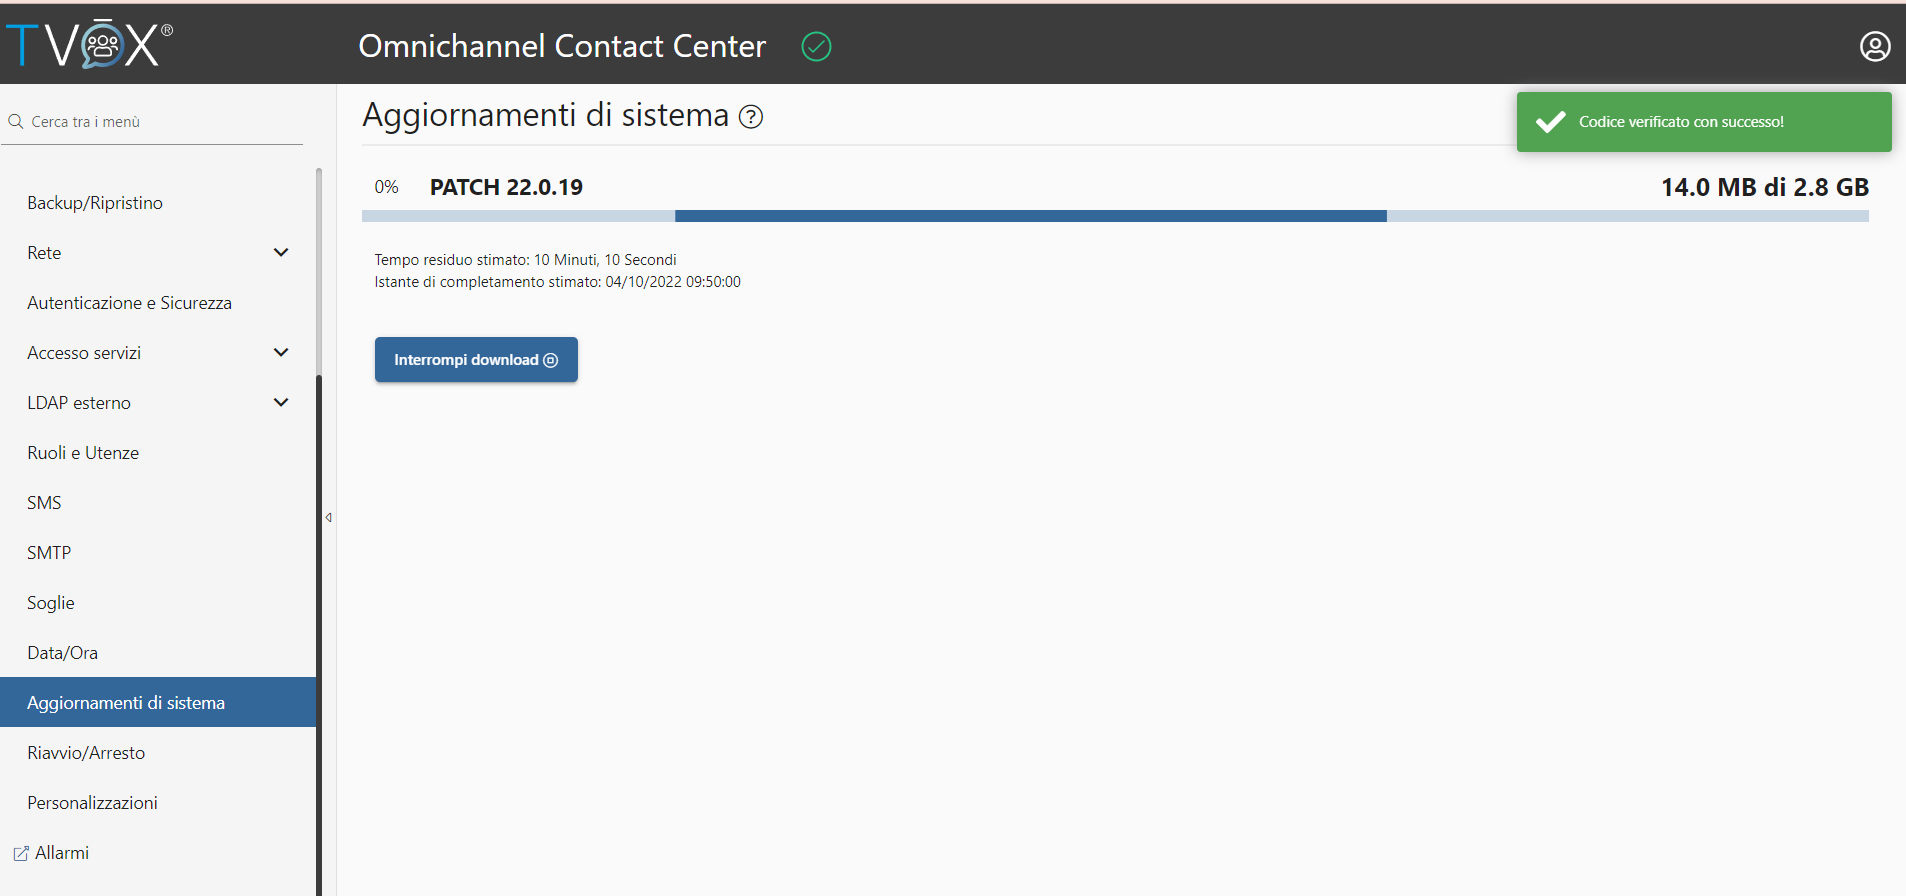 TVOX®
Omnichannel Contact Center
Cerca tra i menù
Backup/Ripristino
Rete
Autenticazione e Sicurezza
Accesso servizi
LDAP esterno
Ruoli e Utenze
SMS
SMTP
Soglie
Data/Ora
Aggiornamenti di sistema
Riavvio/Arresto
Personalizzazioni
Allarmi
Aggiornamenti di sistema ?
Codice verificato con successo!
0% PATCH 22.0.19 14.0 MB di 2.8 GB
Tempo residuo stimato: 10 Minuti, 10 Secondi
Istante di completamento stimato: 04/10/2022 09:50:00
Interrompi download